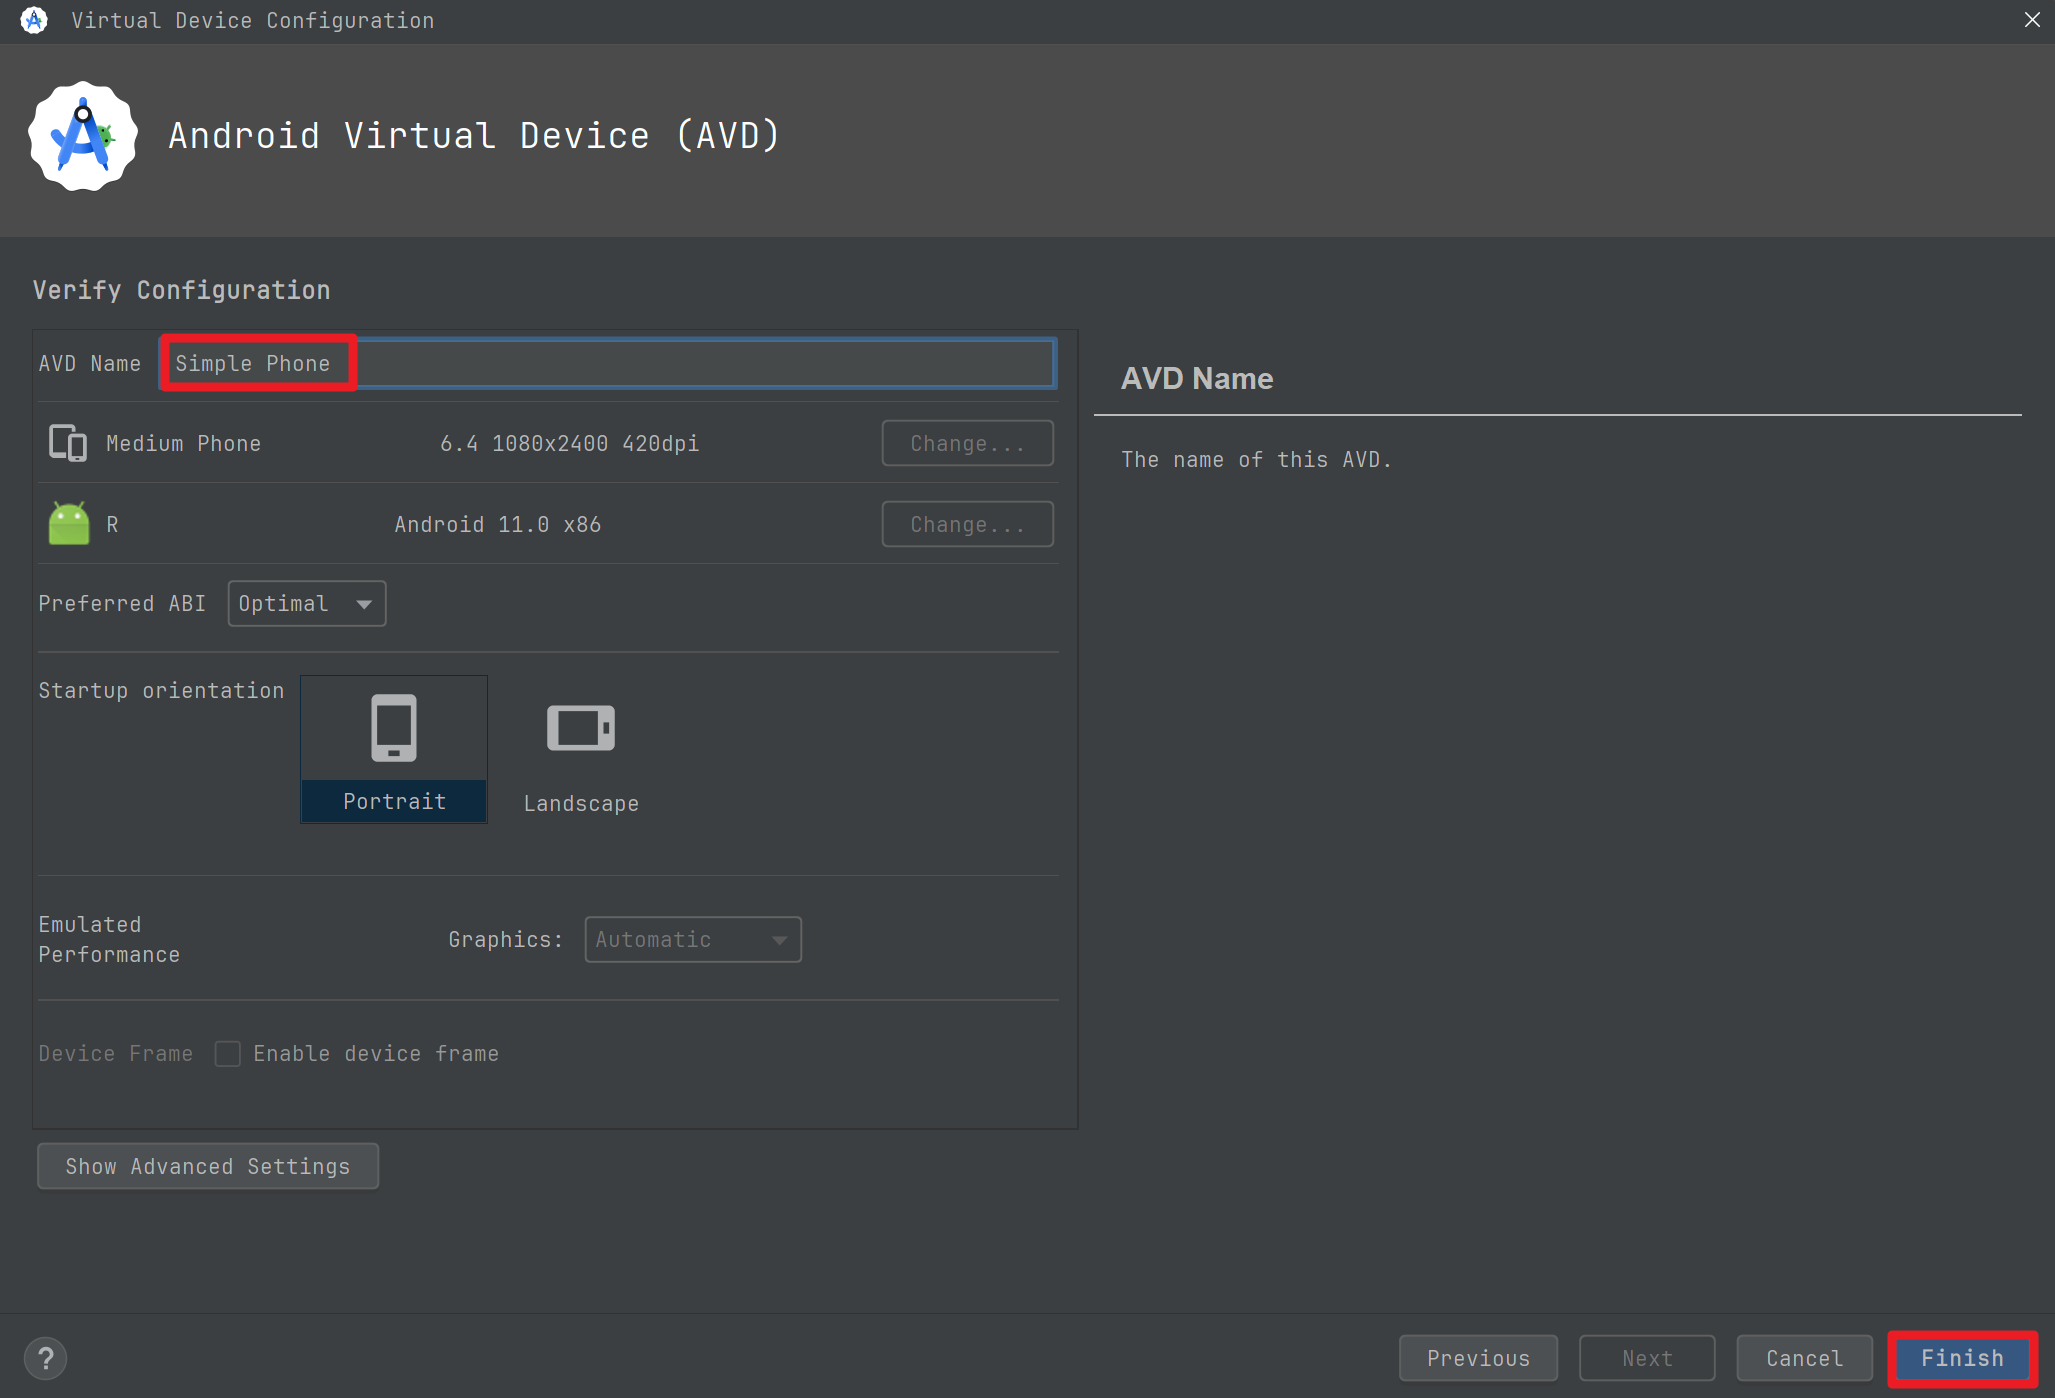 Virtual Device Configuration
Android Virtual Device (AVD)
Verify Configuration
AVD Name Simple Phone
Medium Phone 6.4 1080x2400 420dpi Change...
R Android 11.0 x86 Change...
Preferred ABI Optimal
Startup orientation
Portrait
Landscape
Emulated
Performance
Graphics: Automatic
Device Frame Enable device frame
Show Advanced Settings
AVD Name
The name of this AVD.
? Previous Next Cancel Finish